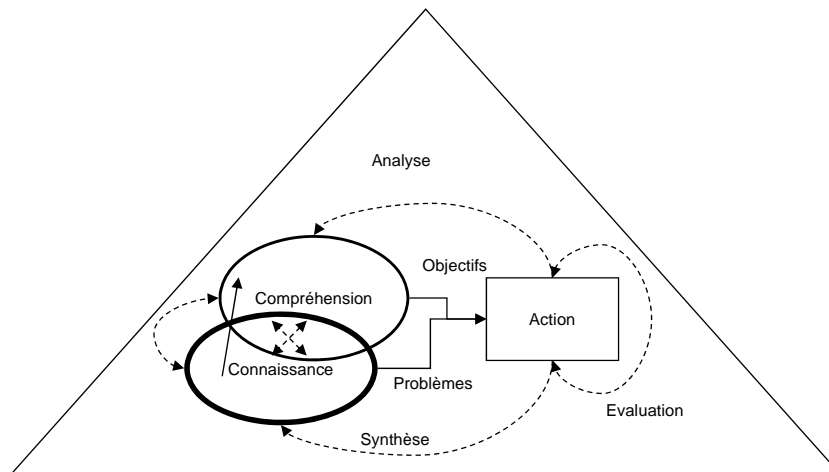 Analyse
Objectifs
Compréhension
Action
Connaissance
Problèmes
Evaluation
Synthèse